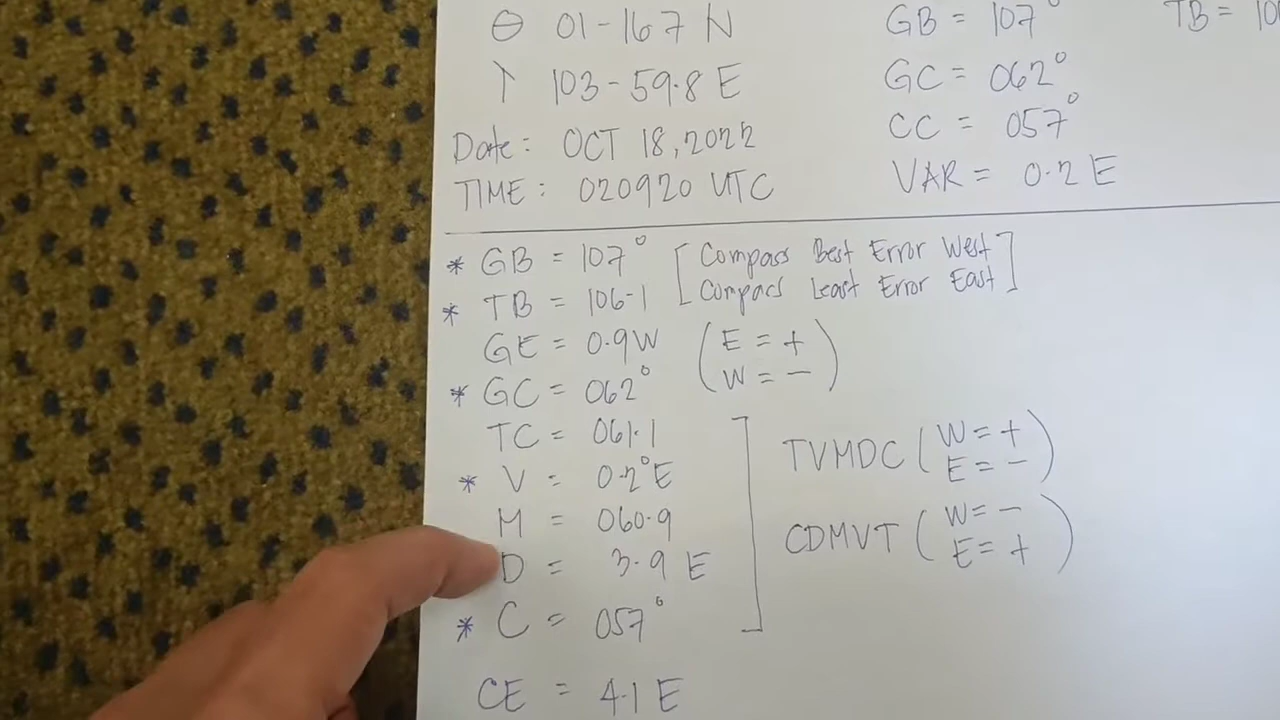 θ 01-167 N GB = 107° TB = 10
λ 103-59.8 E GC = 062°
Date: OCT 18, 2022 CC = 057°
TIME: 020920 UTC VAR = 0.2 E
* GB = 107° [Compass Best Error West
* TB = 106.1 Compass Least Error East]
GE = 0.9W (E = +
W = -)
* GC = 062°
TC = 061.1
TVMDC (W = +
E = -)
* V = 0.2°E
M = 060.9
CDMVT (W = -
E = +)
D = 3.9 E
* C = 057°
CE = 4.1 E